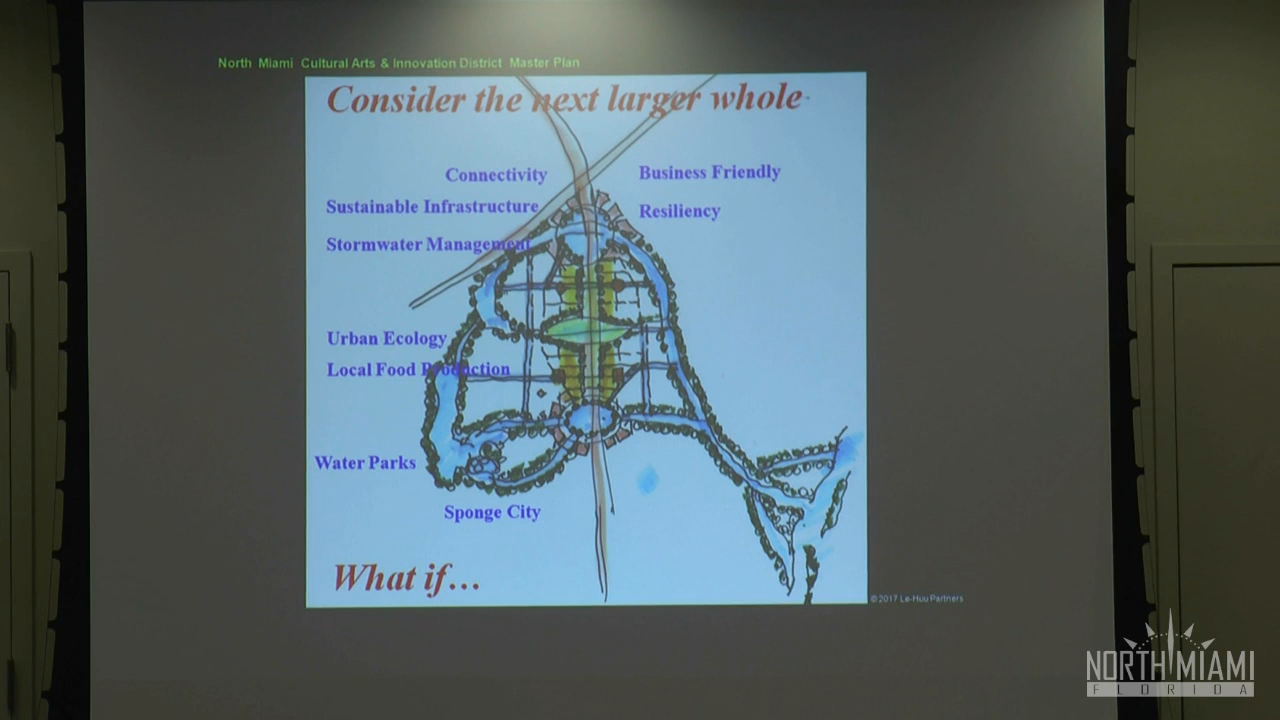 North Miami Cultural Arts & Innovation District Master Plan
Consider the next larger whole
Connectivity
Business Friendly
Sustainable Infrastructure
Resiliency
Stormwater Management
Urban Ecology
Local Food Production
Water Parks
Sponge City
What if...
© 2017 Le-Huu Partners
NORTH MIAMI
FLORIDA